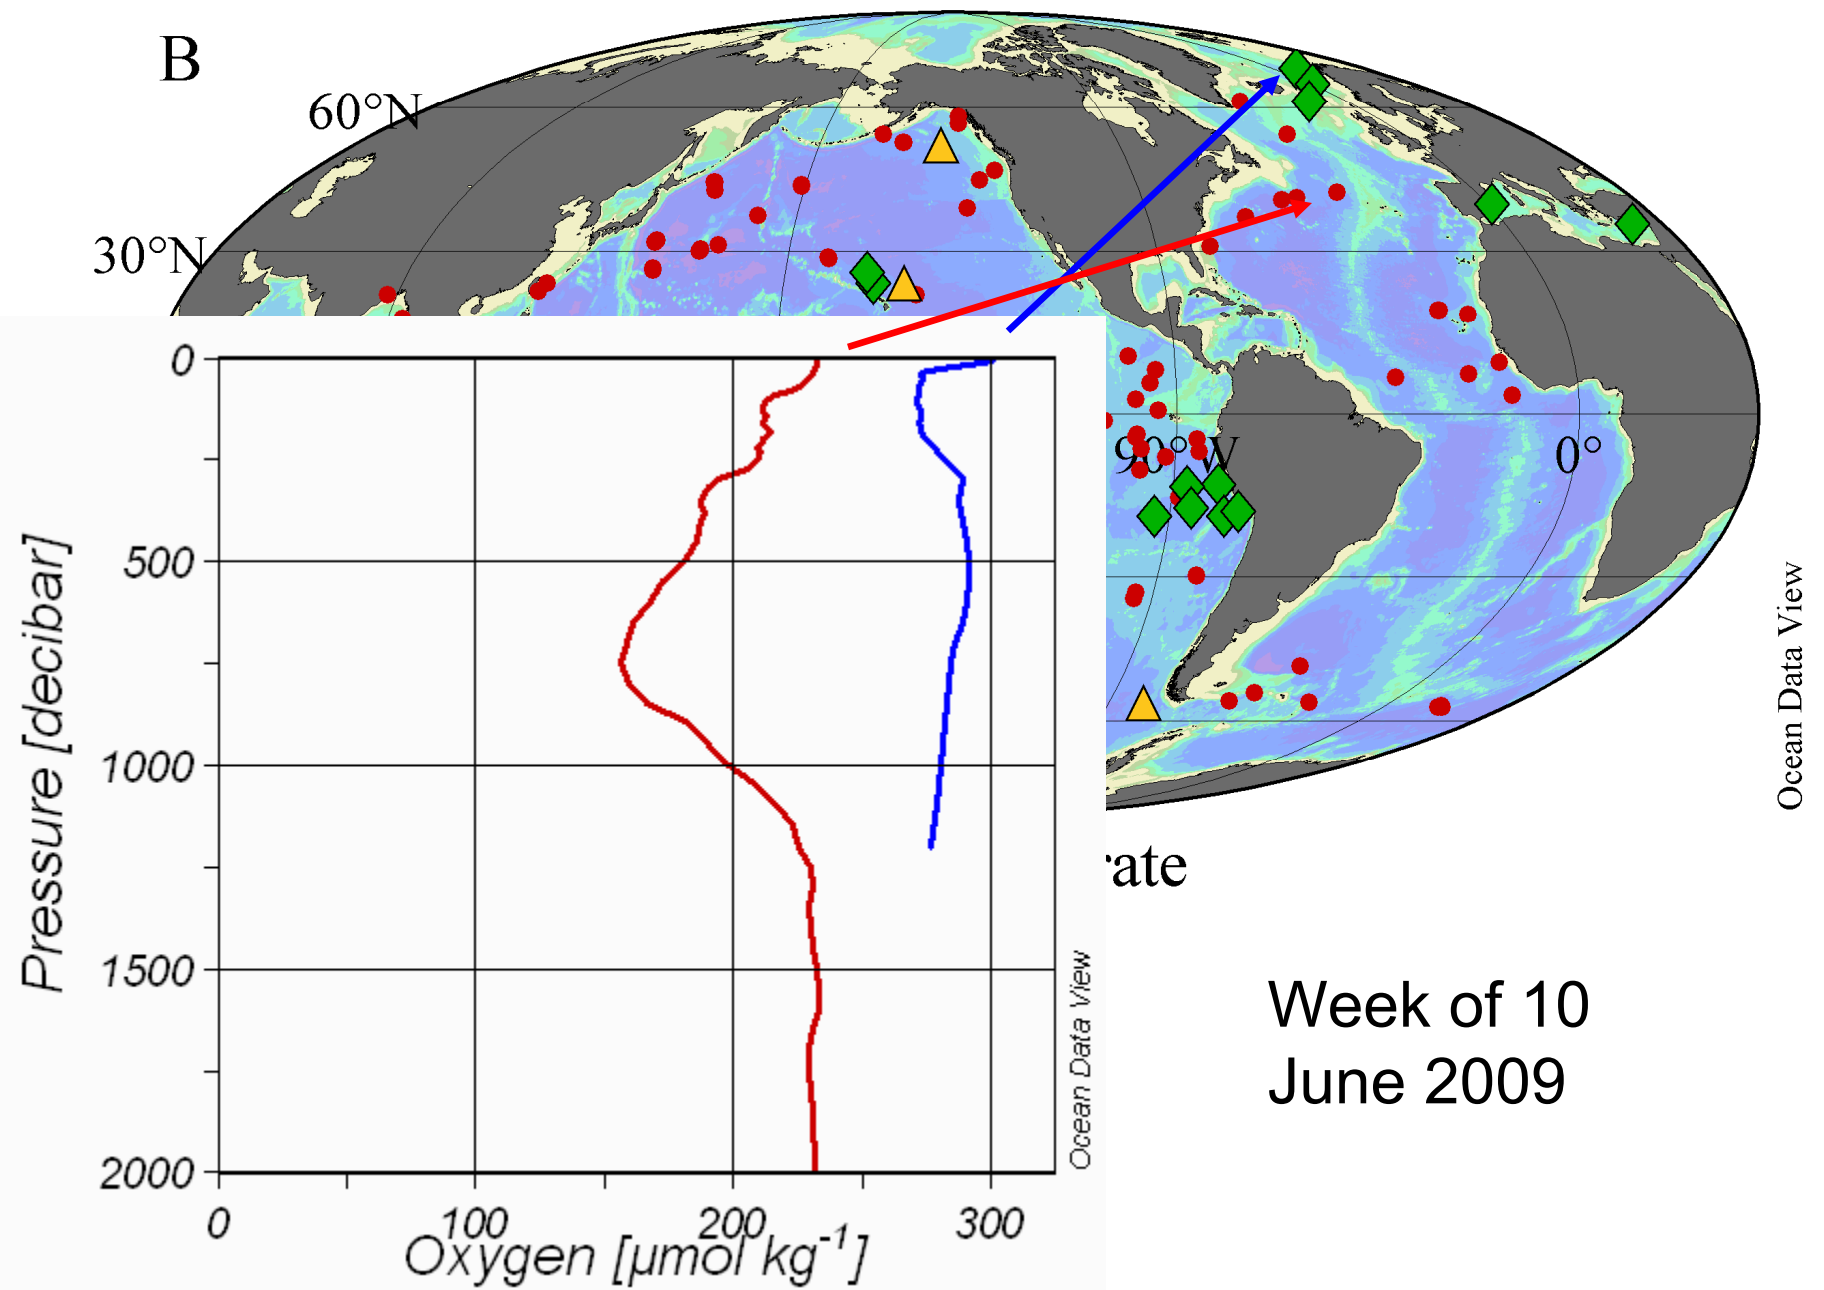 B
60°N
30°N
90° W
0°
Ocean Data View
rate
Week of 10
June 2009
Pressure [decibar]
0
500
1000
1500
2000
0 100 200 300
Oxygen [µmol kg-1]
Ocean Data View